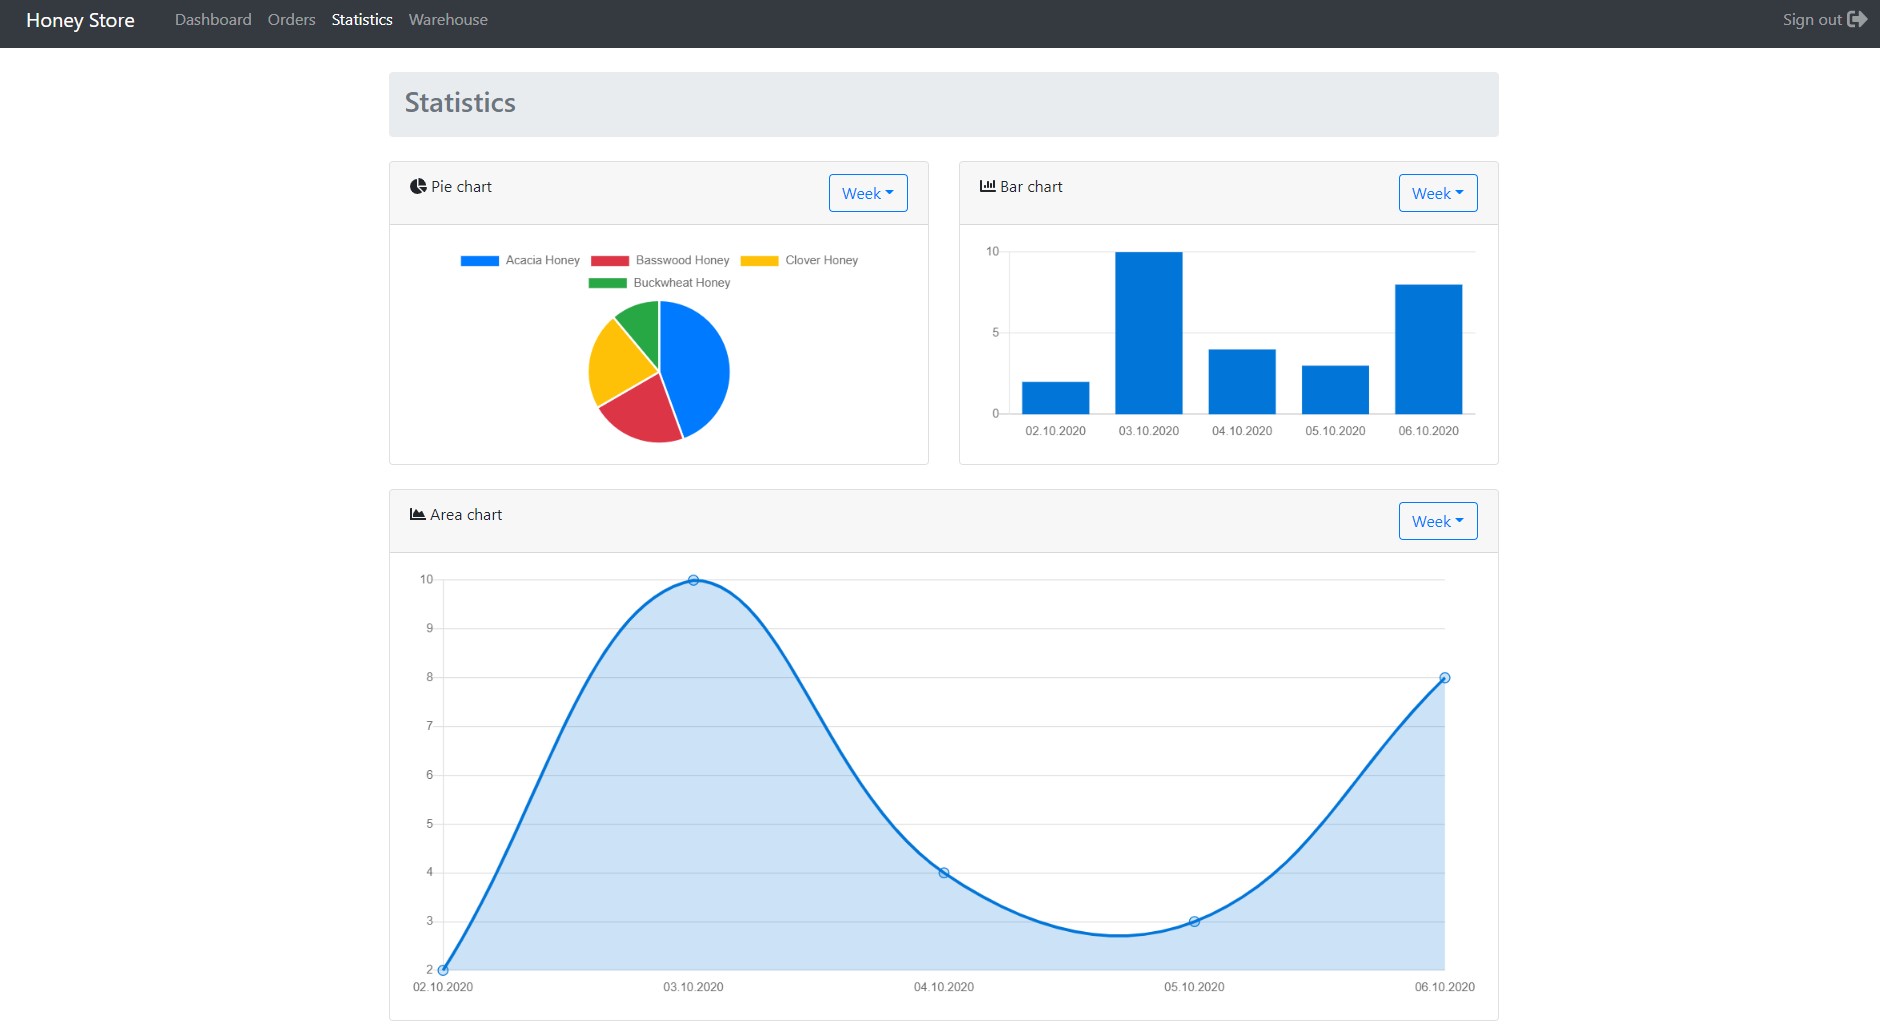 Honey Store Dashboard Orders Statistics Warehouse Sign out
Statistics
Pie chart Week
Acacia Honey Basswood Honey Clover Honey
Buckwheat Honey
Bar chart Week
10
5
0
02.10.2020 03.10.2020 04.10.2020 05.10.2020 06.10.2020
Area chart Week
10
9
8
7
6
5
4
3
2
02.10.2020 03.10.2020 04.10.2020 05.10.2020 06.10.2020